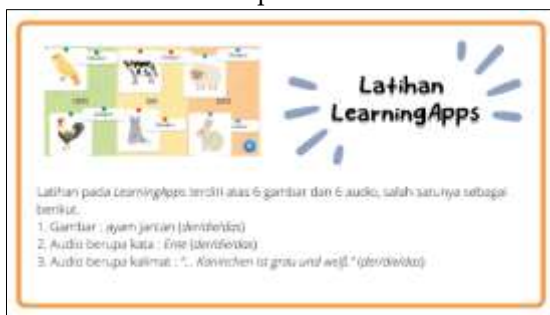 Latihan
LearningApps
Latihan pada LearningApps terdiri atas 6 gambar dan 6 audio, salah satunya sebagai
berikut.
1. Gambar : ayam jantan (der/die/das)
2. Audio berupa kata : Ente (der/die/das)
3. Audio berupa kalimat : "... Kaninchen ist grau und weiß." (der/die/das)